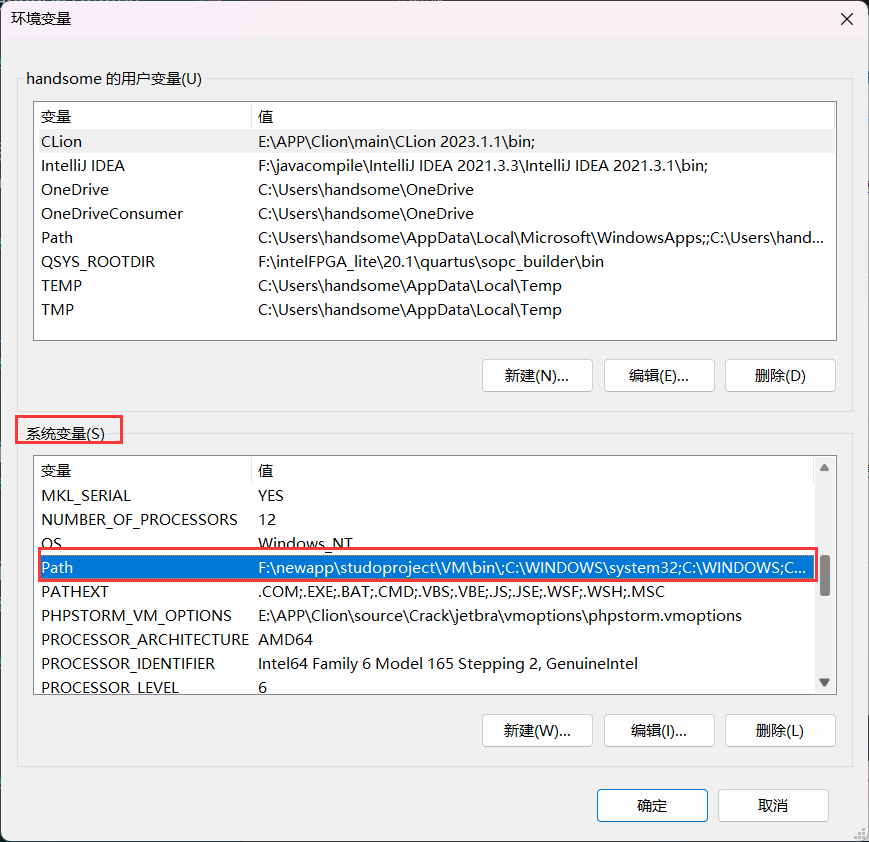 环境变量
handsome 的用户变量(U)
变量 值
CLion E:\APP\Clion\main\CLion 2023.1.1\bin;
IntelliJ IDEA F:\javacompile\IntelliJ IDEA 2021.3.3\IntelliJ IDEA 2021.3.1\bin;
OneDrive C:\Users\handsome\OneDrive
OneDriveConsumer C:\Users\handsome\OneDrive
Path C:\Users\handsome\AppData\Local\Microsoft\WindowsApps;;C:\Users\hand...
QSYS_ROOTDIR F:\intelFPGA_lite\20.1\quartus\sopc_builder\bin
TEMP C:\Users\handsome\AppData\Local\Temp
TMP C:\Users\handsome\AppData\Local\Temp
新建(N)... 编辑(E)... 删除(D)
系统变量(S)
变量 值
MKL_SERIAL YES
NUMBER_OF_PROCESSORS 12
OS Windows_NT
Path F:\newapp\studoproject\VM\bin\;C:\WINDOWS\system32;C:\WINDOWS;C...
PATHEXT .COM;.EXE;.BAT;.CMD;.VBS;.VBE;.JS;.JSE;.WSF;.WSH;.MSC
PHPSTORM_VM_OPTIONS E:\APP\Clion\source\Crack\jetbra\vmoptions\phpstorm.vmoptions
PROCESSOR_ARCHITECTURE AMD64
PROCESSOR_IDENTIFIER Intel64 Family 6 Model 165 Stepping 2, GenuineIntel
PROCESSOR_LEVEL 6
新建(W)... 编辑(I)... 删除(L)
确定 取消